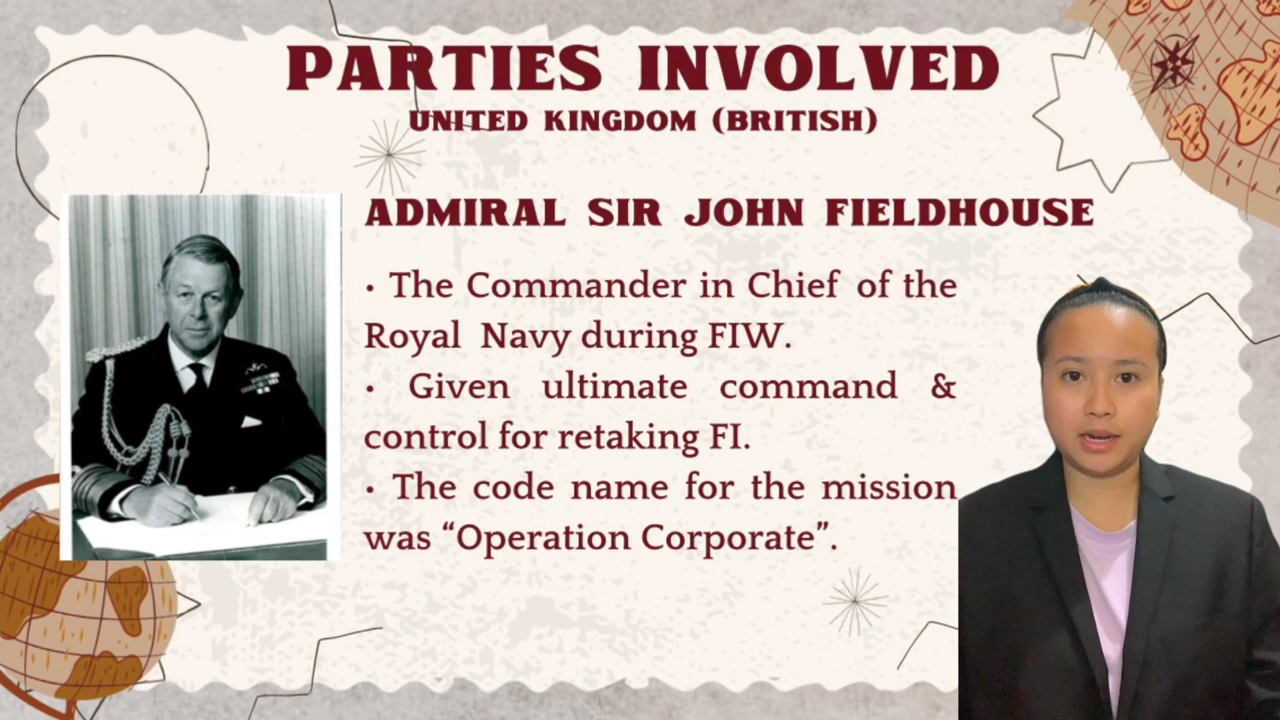 PARTIES INVOLVED
UNITED KINGDOM (BRITISH)
ADMIRAL SIR JOHN FIELDHOUSE
• The Commander in Chief of the
Royal Navy during FIW.
• Given ultimate command &
control for retaking FI.
• The code name for the mission
was “Operation Corporate”.